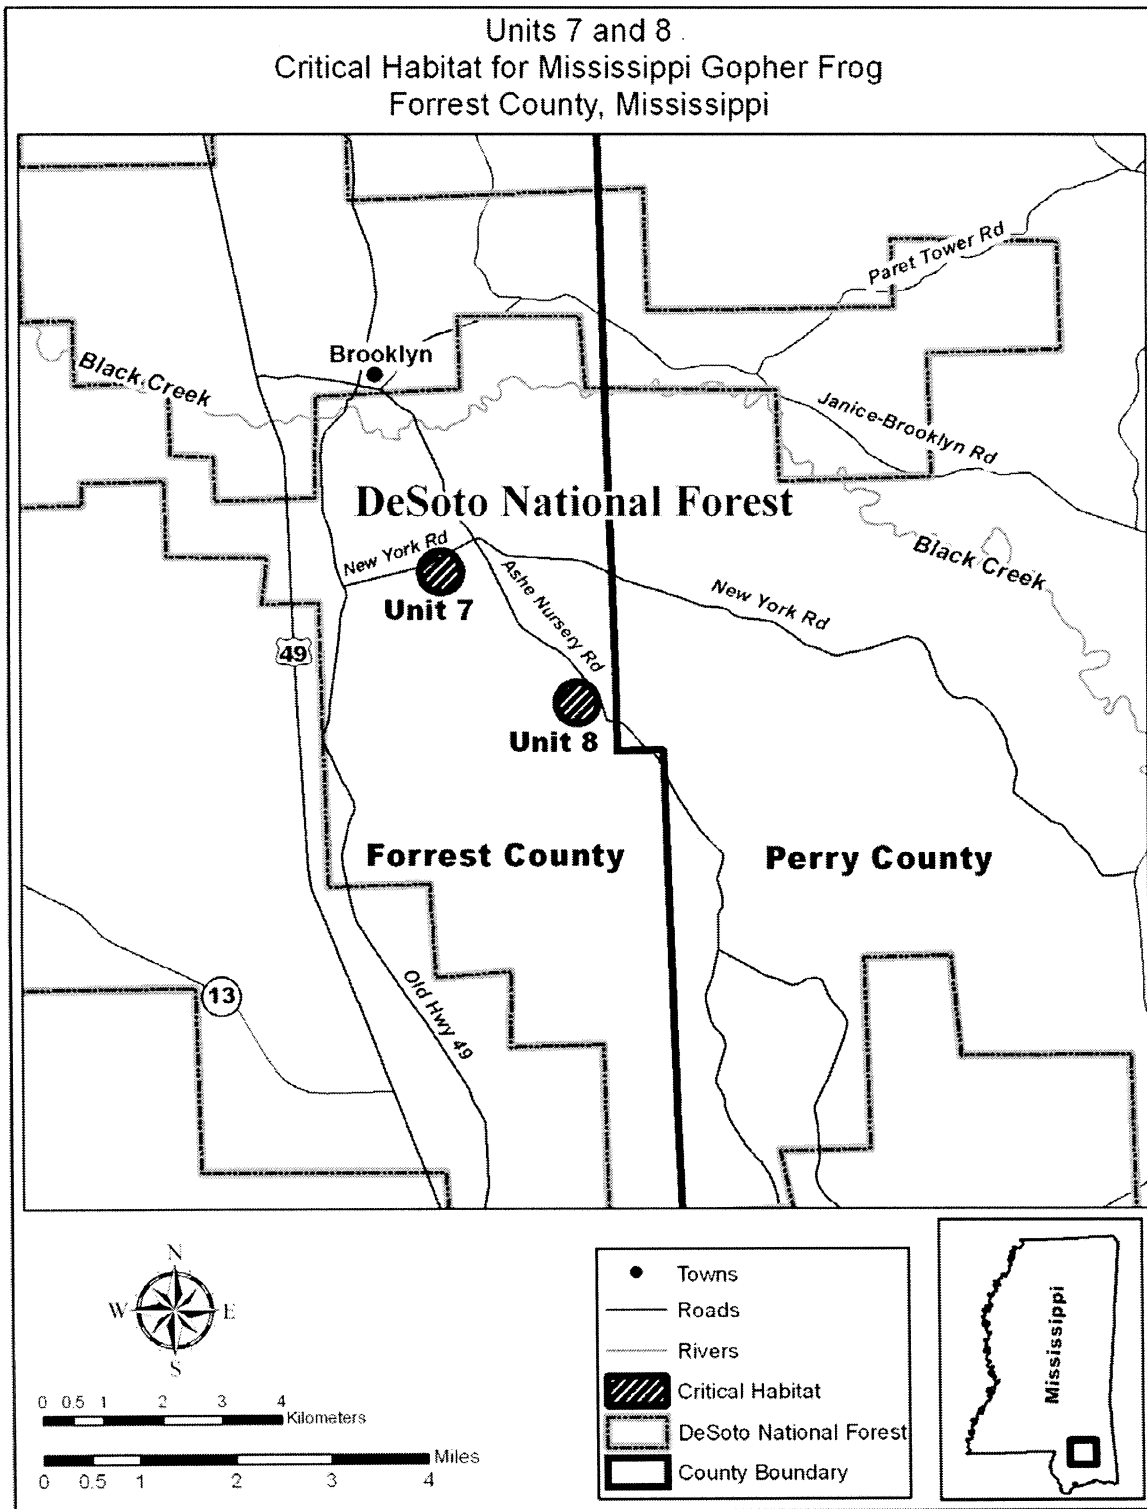 Units 7 and 8
Critical Habitat for Mississippi Gopher Frog
Forrest County, Mississippi
Paret Tower Rd
Brooklyn
Black Creek
Janice-Brooklyn Rd
DeSoto National Forest
New York Rd
Black Creek
Ashe Nursery Rd
Unit 7
New York Rd
49
Unit 8
Forrest County
Perry County
13
Old Hwy 49
N
W
E
S
0 0.5 1 2 3 4
Kilometers
Miles
0 0.5 1 2 3 4
Towns
Roads
Rivers
Critical Habitat
DeSoto National Forest
County Boundary
Mississippi